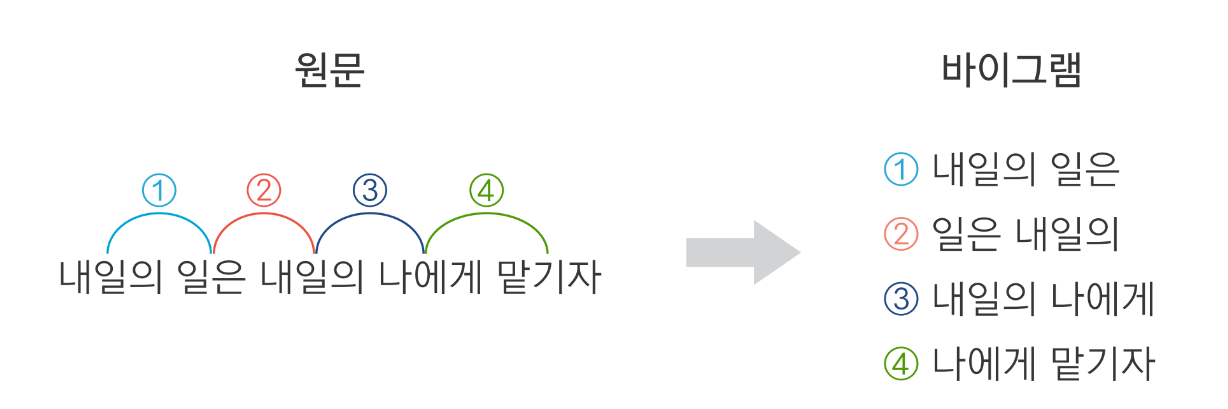 원문
① ② ③ ④
내일의 일은 내일의 나에게 맡기자
바이그램
① 내일의 일은
② 일은 내일의
③ 내일의 나에게
④ 나에게 맡기자